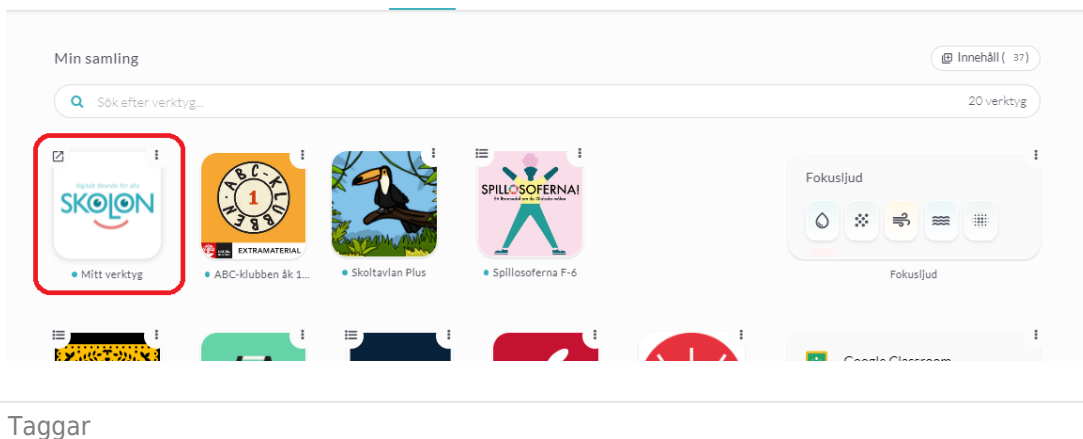 Min samling
Innehåll ( 37)
Sök efter verktyg...
20 verktyg
digitalt lärande för alla
SKOLON
Mitt verktyg
ABC-KLUBBEN
1
EXTRAMATERIAL
ABC-klubben åk 1...
Skoltavlan Plus
SPILLOSOFERNA!
Spillosoferna F-6
Fokusljud
Fokusljud
Google Classroom
Taggar